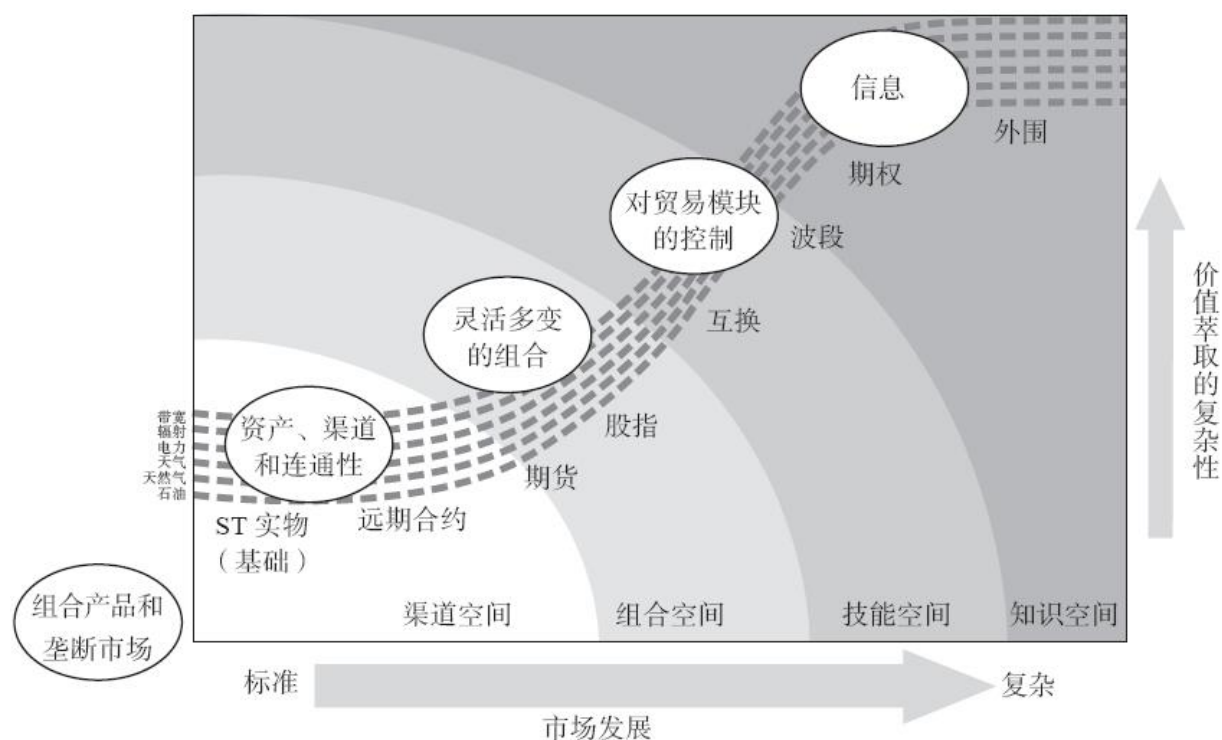 信息
外围
期权
对贸易模块
的控制
波段
灵活多变
的组合
互换
股指
资产、渠道
和连通性
期货
带宽
辐射
电力
天气
天然气
石油
ST 实物
（基础）
远期合约
价值萃取的复杂性
组合产品和
垄断市场
渠道空间
组合空间
技能空间
知识空间
标准
复杂
市场发展